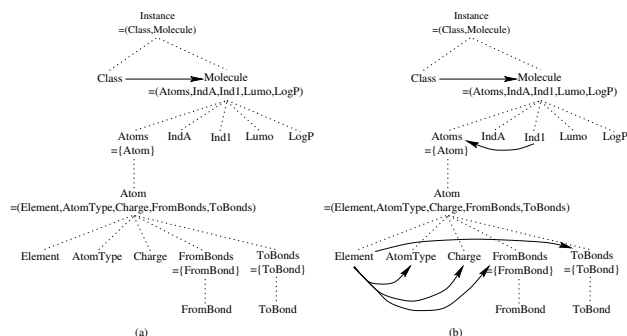 Instance
=(Class,Molecule)
Class
Molecule
=(Atoms,IndA,Ind1,Lumo,LogP)
Atoms
={Atom}
IndA
Ind1
Lumo
LogP
Atom
=(Element,AtomType,Charge,FromBonds,ToBonds)
Element
AtomType
Charge
FromBonds
={FromBond}
ToBonds
={ToBond}
FromBond
ToBond
(a)
Instance
=(Class,Molecule)
Class
Molecule
=(Atoms,IndA,Ind1,Lumo,LogP)
Atoms
={Atom}
IndA
Ind1
Lumo
LogP
Atom
=(Element,AtomType,Charge,FromBonds,ToBonds)
Element
AtomType
Charge
FromBonds
={FromBond}
ToBonds
={ToBond}
FromBond
ToBond
(b)